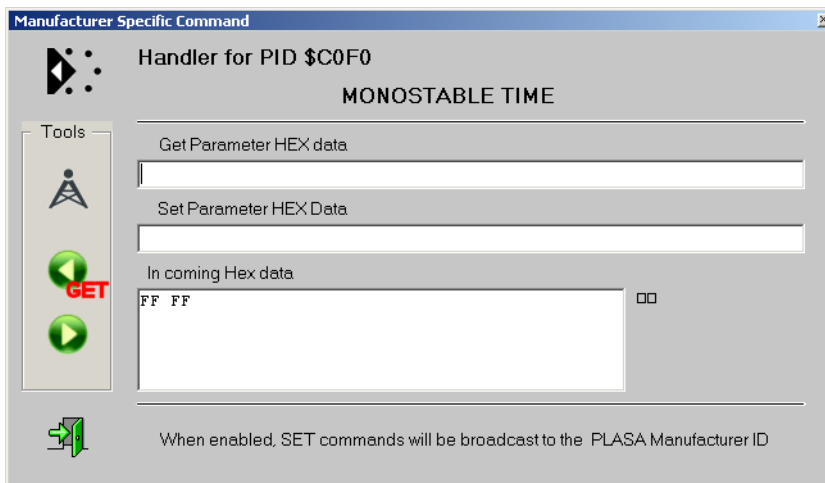 Manufacturer Specific Command
Handler for PID $C0F0
MONOSTABLE TIME
Tools
Get Parameter HEX data
Set Parameter HEX Data
GET
In coming Hex data
FF FF
When enabled, SET commands will be broadcast to the PLASA Manufacturer ID